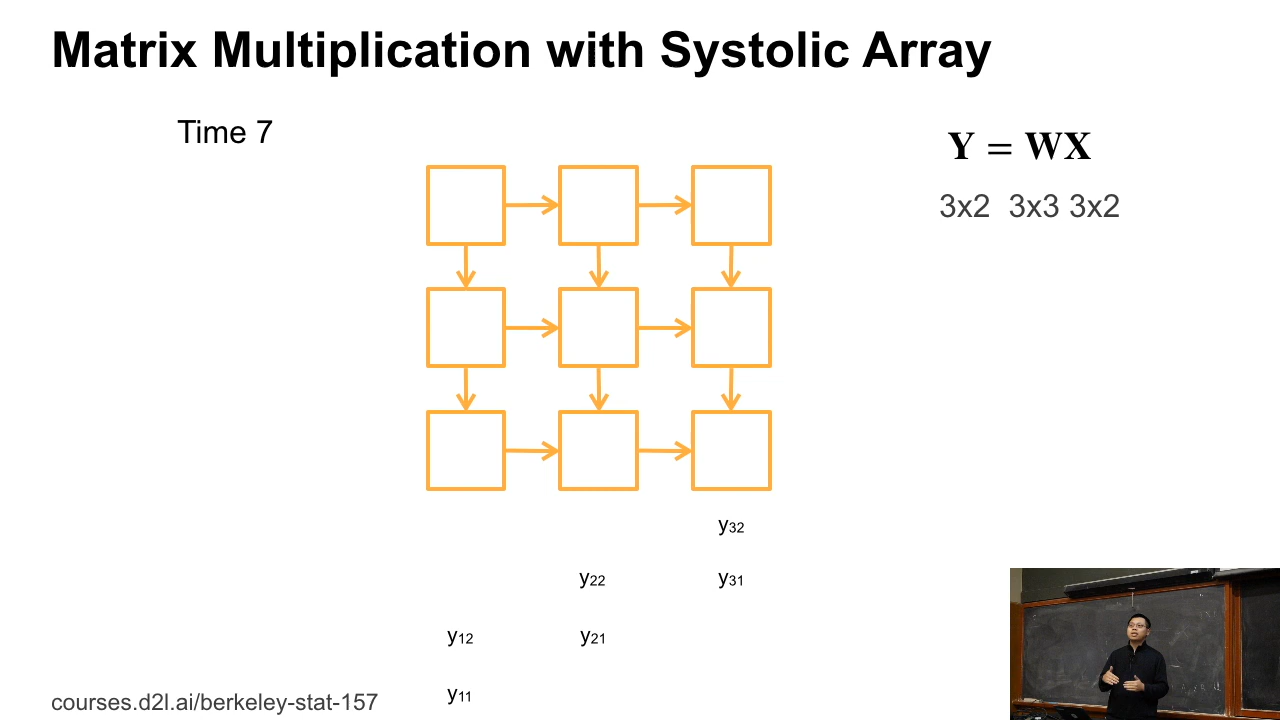 Matrix Multiplication with Systolic Array
Time 7
Y = WX
3x2 3x3 3x2
y32
y22 y31
y12 y21
y11
courses.d2l.ai/berkeley-stat-157